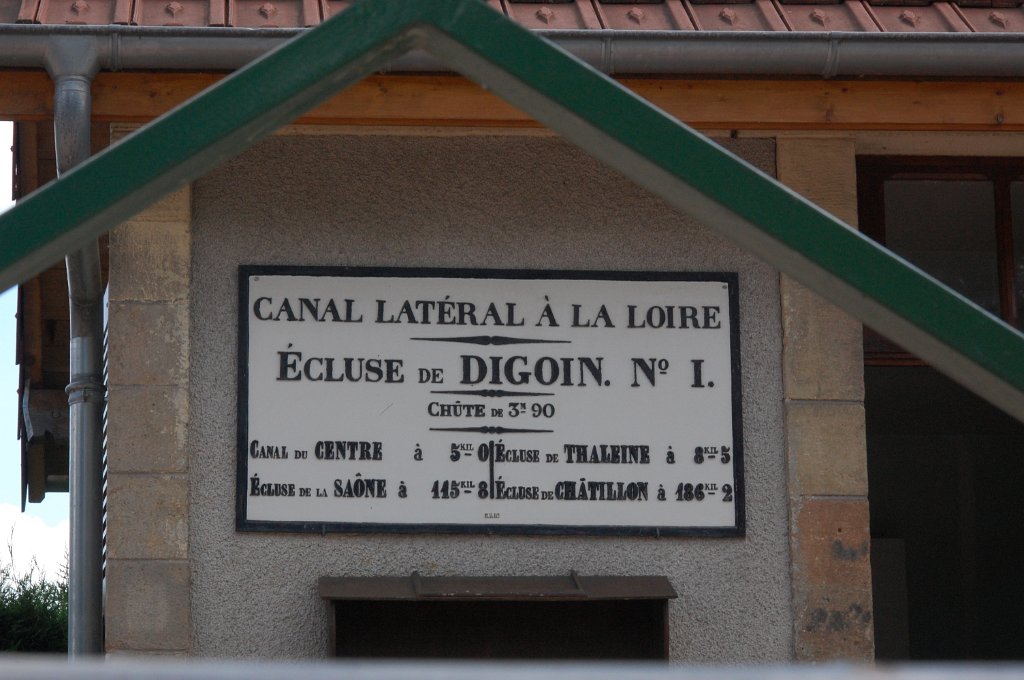 CANAL LATÉRAL À LA LOIRE
ÉCLUSE DE DIGOIN. Nº I.
CHÛTE DE 3M 90
CANAL DU CENTRE à 5KIL 0 ÉCLUSE DE THALEINE à 8KIL 5
ÉCLUSE DE LA SAÔNE à 115KIL 8 ÉCLUSE DE CHÂTILLON à 186KIL 2